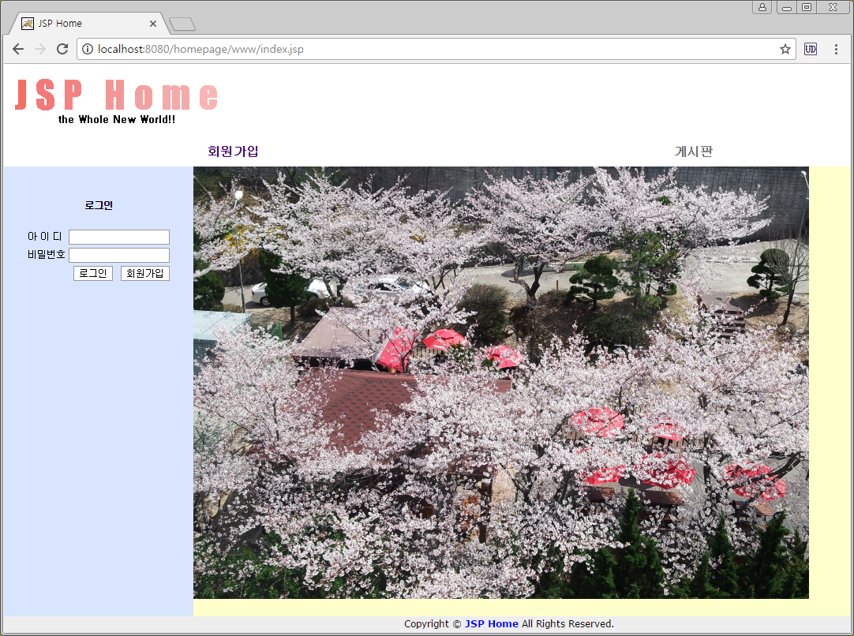 JSP Home
localhost:8080/homepage/www/index.jsp
UD
JSP Home
the Whole New World!!
회원가입 게시판
로그인
아 이 디
비밀번호
로그인 회원가입
Copyright © JSP Home All Rights Reserved.